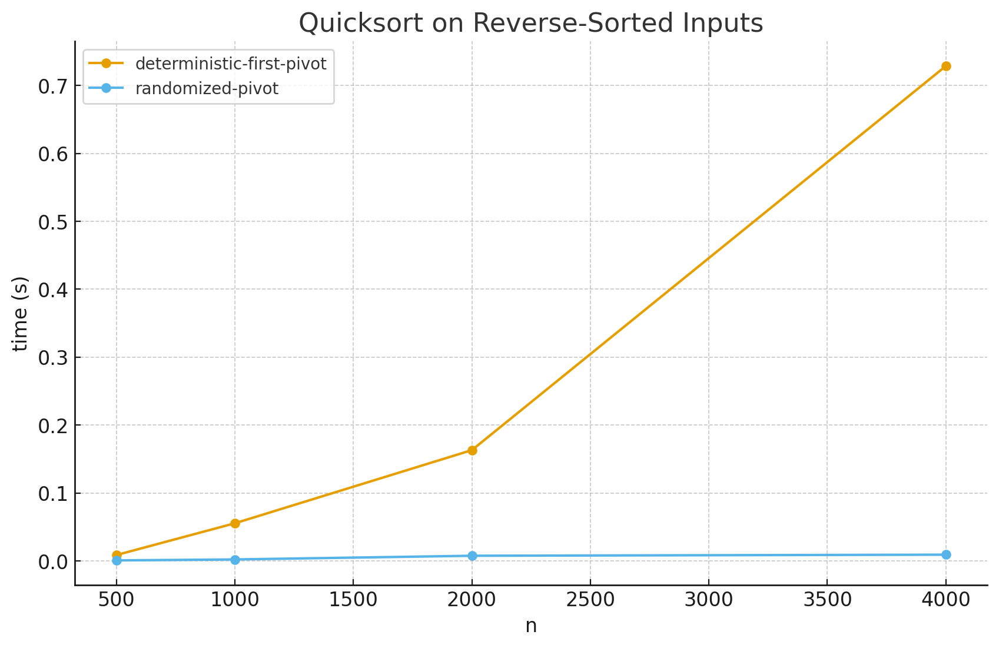 Quicksort on Reverse-Sorted Inputs
deterministic-first-pivot
randomized-pivot
0.7
0.6
0.5
0.4
0.3
0.2
0.1
0.0
time (s)
500 1000 1500 2000 2500 3000 3500 4000
n